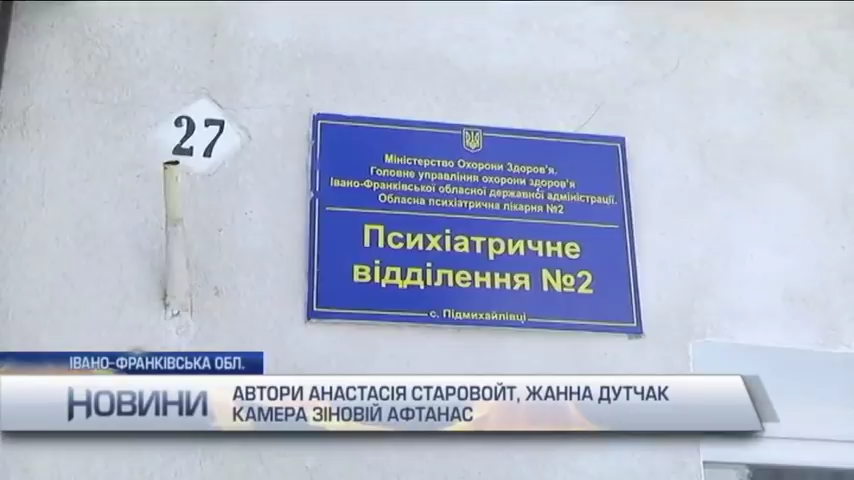 27
Міністерство Охорони Здоров'я.
Головне управління охорони здоров'я
Івано-Франківської обласної державної адміністрації.
Обласна психіатрична лікарня №2
Психіатричне
відділення №2
с. Підмихайлівці
ІВАНО-ФРАНКІВСЬКА ОБЛ.
НОВИНИ
АВТОРИ АНАСТАСІЯ СТАРОВОЙТ, ЖАННА ДУТЧАК
КАМЕРА ЗІНОВІЙ АФТАНАС